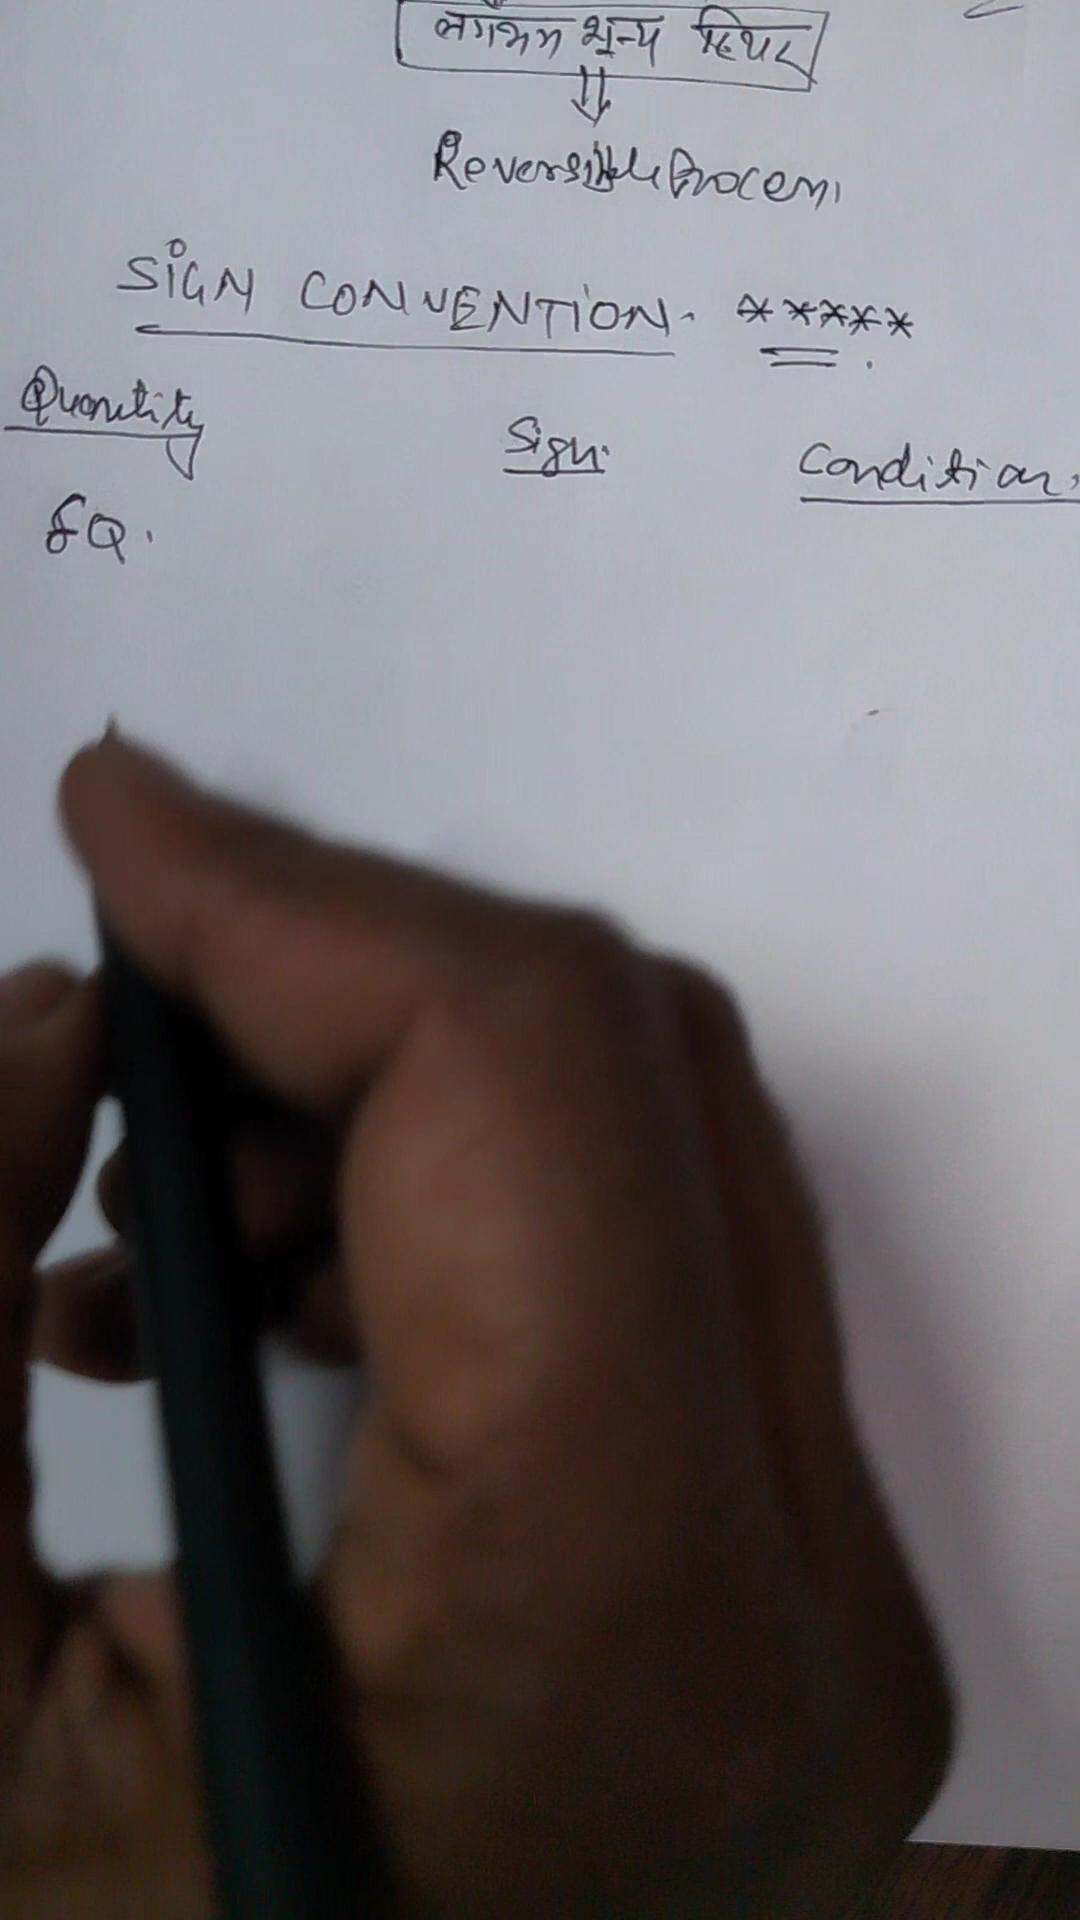 लगभग शून्य स्थिर
⇓
Reversible Process,
SIGN CONVENTION. *****
Quantity Sign. Condition,
δQ.